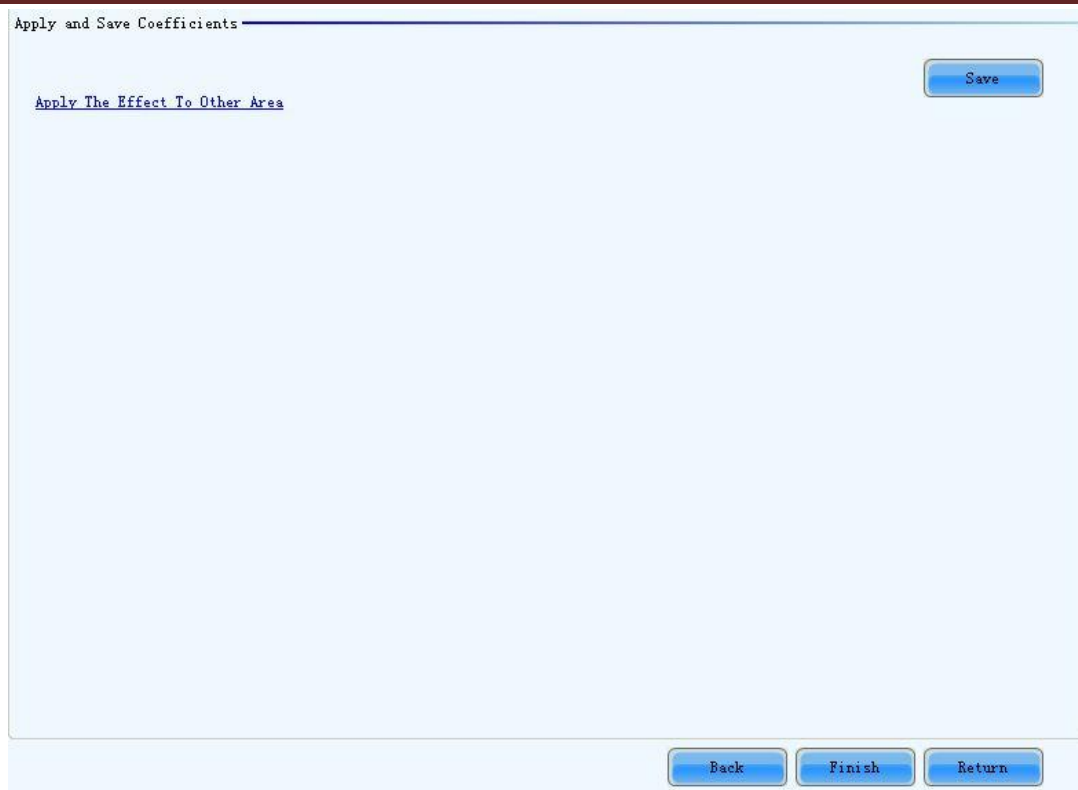 Apply and Save Coefficients
Save
Apply The Effect To Other Area
Back Finish Return